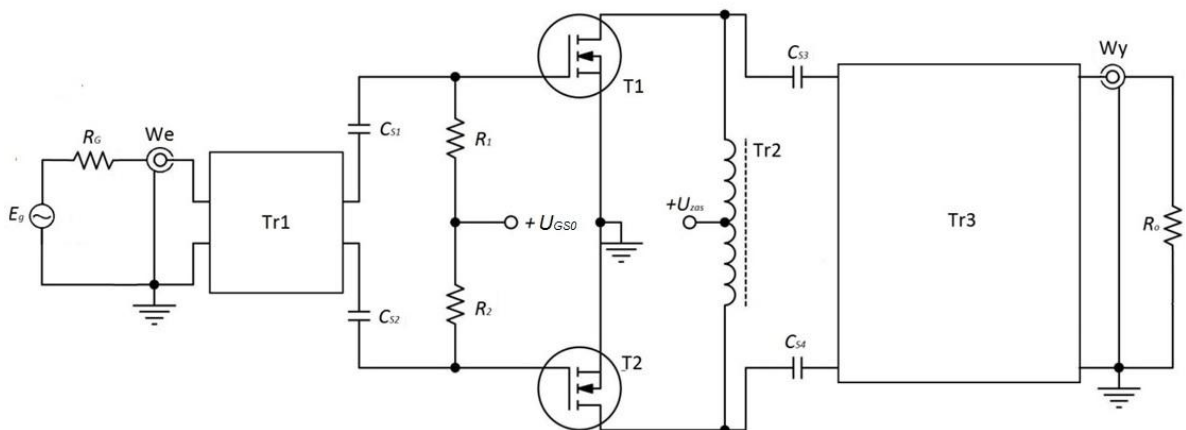 T1
C_S3
Wy
R_G
We
C_S1
R_1
Tr2
E_g
Tr1
+ U_GS0
+U_zas
Tr3
R_o
C_S2
R_2
C_S4
T2